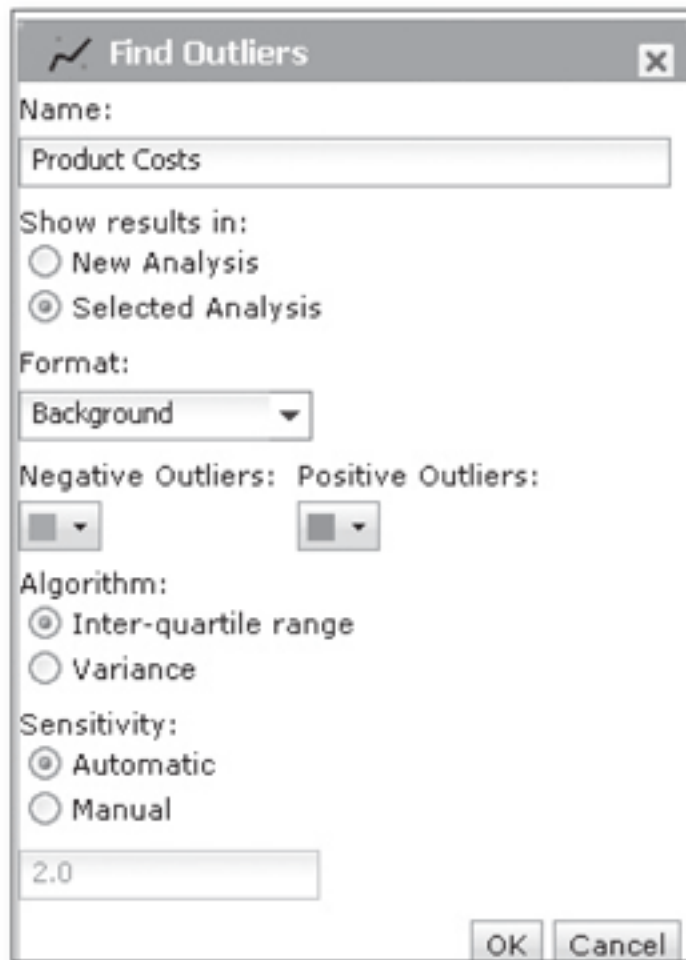 Find Outliers
Name:
Product Costs
Show results in:
New Analysis
Selected Analysis
Format:
Background
Negative Outliers: Positive Outliers:
Algorithm:
Inter-quartile range
Variance
Sensitivity:
Automatic
Manual
2.0
OK Cancel